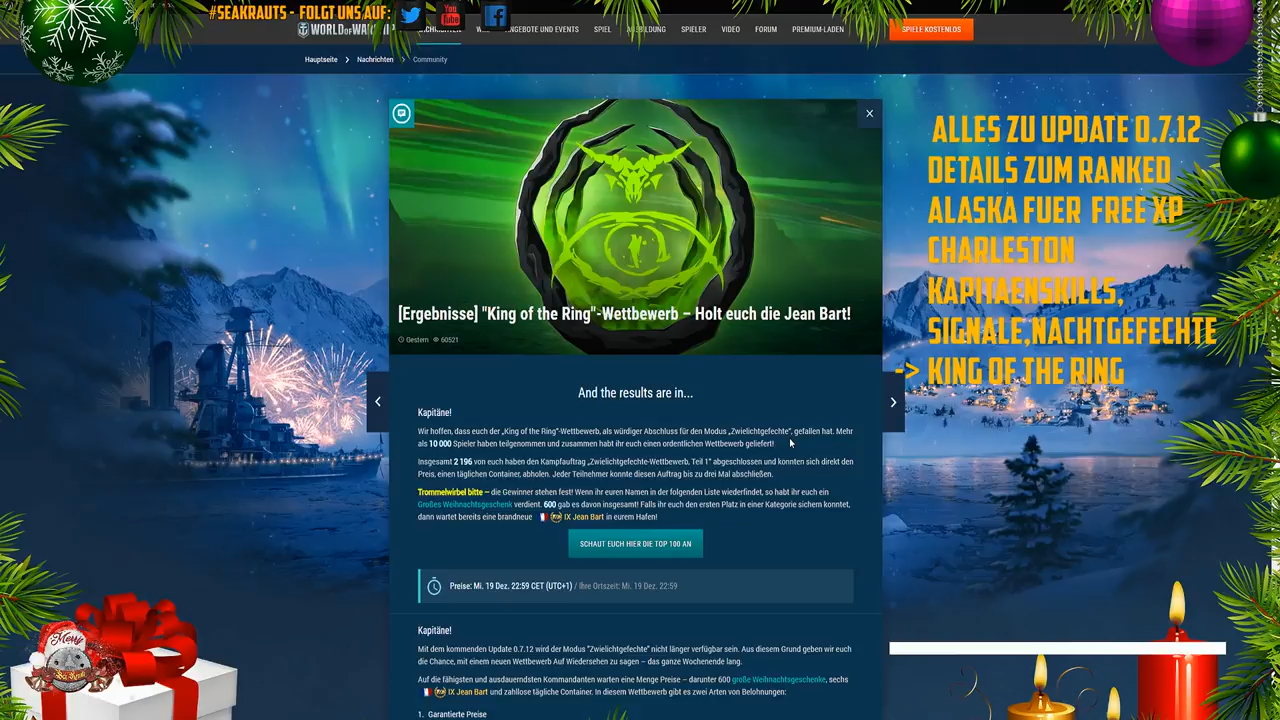 #SEAKRAUTS - FOLGT UNS AUF:
You
Tube
WORLD OF WARSHI
NACHRICHTEN
ANGEBOTE UND EVENTS
SPIEL
AUSBILDUNG
SPIELER
VIDEO
FORUM
PREMIUM-LADEN
SPIELE KOSTENLOS
Hauptseite > Nachrichten > Community
[Ergebnisse] "King of the Ring"-Wettbewerb – Holt euch die Jean Bart!
Gestern 60521
And the results are in...
Kapitäne!
Wir hoffen, dass euch der „King of the Ring"-Wettbewerb, als würdiger Abschluss für den Modus „Zwielichtgefechte", gefallen hat. Mehr
als 10 000 Spieler haben teilgenommen und zusammen habt ihr euch einen ordentlichen Wettbewerb geliefert!
Insgesamt 2 196 von euch haben den Kampfauftrag „Zwielichtgefechte-Wettbewerb, Teil 1" abgeschlossen und konnten sich direkt den
Preis, einen täglichen Container, abholen. Jeder Teilnehmer konnte diesen Auftrag bis zu drei Mal abschließen.
Trommelwirbel bitte – die Gewinner stehen fest! Wenn ihr euren Namen in der folgenden Liste wiederfindet, so habt ihr euch ein
Großes Weihnachtsgeschenk verdient. 600 gab es davon insgesamt! Falls ihr euch den ersten Platz in einer Kategorie sichern konntet,
dann wartet bereits eine brandneue IX Jean Bart in eurem Hafen!
SCHAUT EUCH HIER DIE TOP 100 AN
Preise: Mi. 19 Dez. 22:59 CET (UTC+1) / Ihre Ortszeit: Mi. 19 Dez. 22:59
Kapitäne!
Mit dem kommenden Update 0.7.12 wird der Modus "Zwielichtgefechte" nicht länger verfügbar sein. Aus diesem Grund geben wir euch
die Chance, mit einem neuen Wettbewerb Auf Wiedersehen zu sagen – das ganze Wochenende lang.
Auf die fähigsten und ausdauerndsten Kommandanten warten eine Menge Preise – darunter 600 große Weihnachtsgeschenke, sechs
IX Jean Bart und zahllose tägliche Container. In diesem Wettbewerb gibt es zwei Arten von Belohnungen:
1. Garantierte Preise
ALLES ZU UPDATE 0.7.12
DETAILS ZUM RANKED
ALASKA FUER FREE XP
CHARLESTON
KAPITAENSKILLS,
SIGNALE,NACHTGEFECHTE
-> KING OF THE RING
Merry